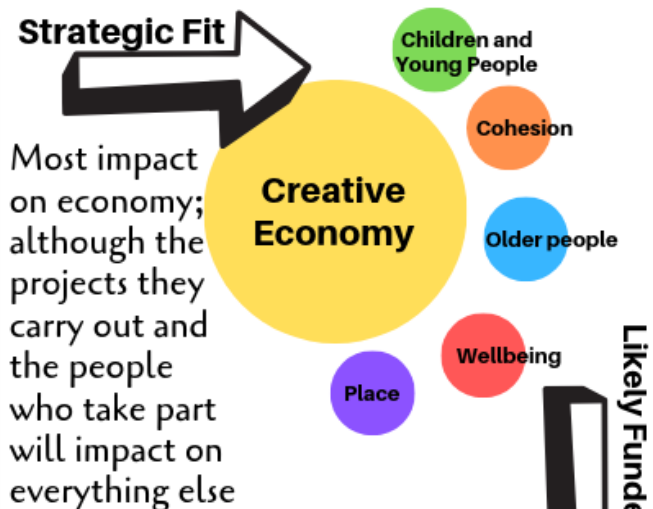 Strategic Fit
Most impact
on economy;
although the
projects they
carry out and
the people
who take part
will impact on
everything else
Creative
Economy
Children and
Young People
Cohesion
Older people
Wellbeing
Place
Likely